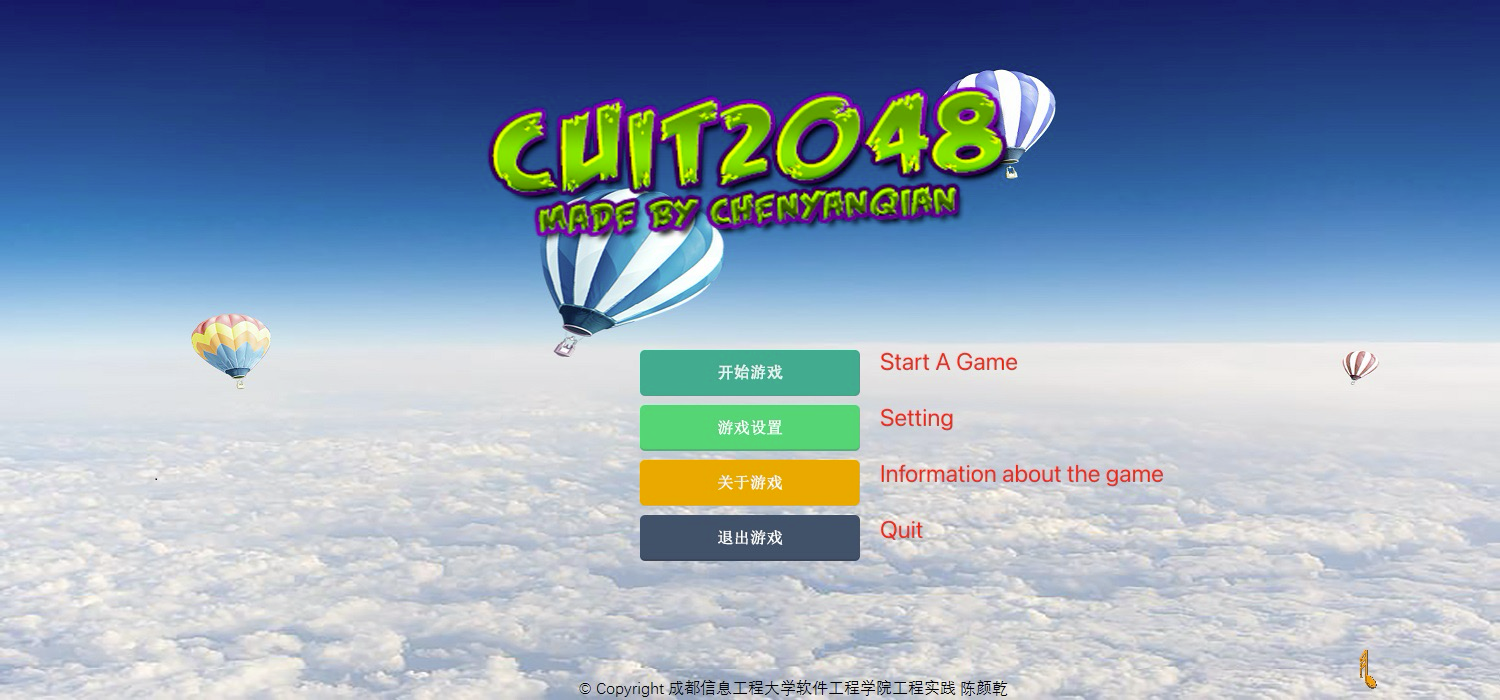 CUIT2048
MADE BY CHENYANQIAN
开始游戏 Start A Game
游戏设置 Setting
关于游戏 Information about the game
退出游戏 Quit
© Copyright 成都信息工程大学软件工程学院工程实践 陈颜乾